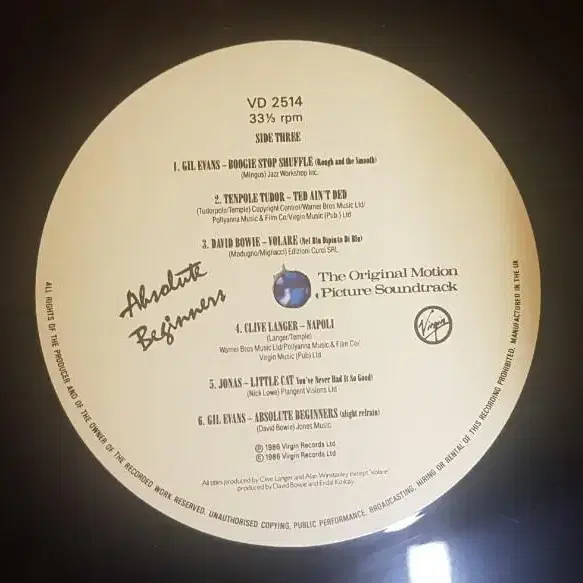 VD 2514
33⅓ rpm
SIDE THREE
1. GIL EVANS – BOOGIE STOP SHUFFLE (Rough and the Smooth)
(Mingus) Jazz Workshop Inc.
2. TENPOLE TUDOR – TED AIN'T DED
(Tudorpole/Temple) Copyright Control/Warner Bros Music Ltd/
Pollyanna Music & Film Co/Virgin Music (Pub.) Ltd
3. DAVID BOWIE – VOLARE (Nel Blu Dipinto Di Blu)
(Modugno/Migliacci) Edizioni Curci SRL
Absolute
Beginners
The Original Motion
Picture Soundtrack
Virgin
4. CLIVE LANGER – NAPOLI
(Langer/Temple)
Warner Bros Music Ltd/Pollyanna Music & Film Co/
Virgin Music (Pub) Ltd
5. JONAS – LITTLE CAT (You've Never Had It So Good)
(Nick Lowe) Plangent Visions Ltd
6. GIL EVANS – ABSOLUTE BEGINNERS (slight refrain)
(David Bowie) Jones Music
℗ 1986 Virgin Records Ltd
© 1986 Virgin Records Ltd
All titles produced by Clive Langer and Alan Winstanley except 'Volare'
produced by David Bowie and Erdal Kizilcay
ALL RIGHTS OF THE PRODUCER AND OF THE OWNER OF THE RECORDED WORK RESERVED. UNAUTHORISED COPYING, PUBLIC PERFORMANCE, BROADCASTING, HIRING OR RENTAL OF THIS RECORDING PROHIBITED. MANUFACTURED IN THE UK